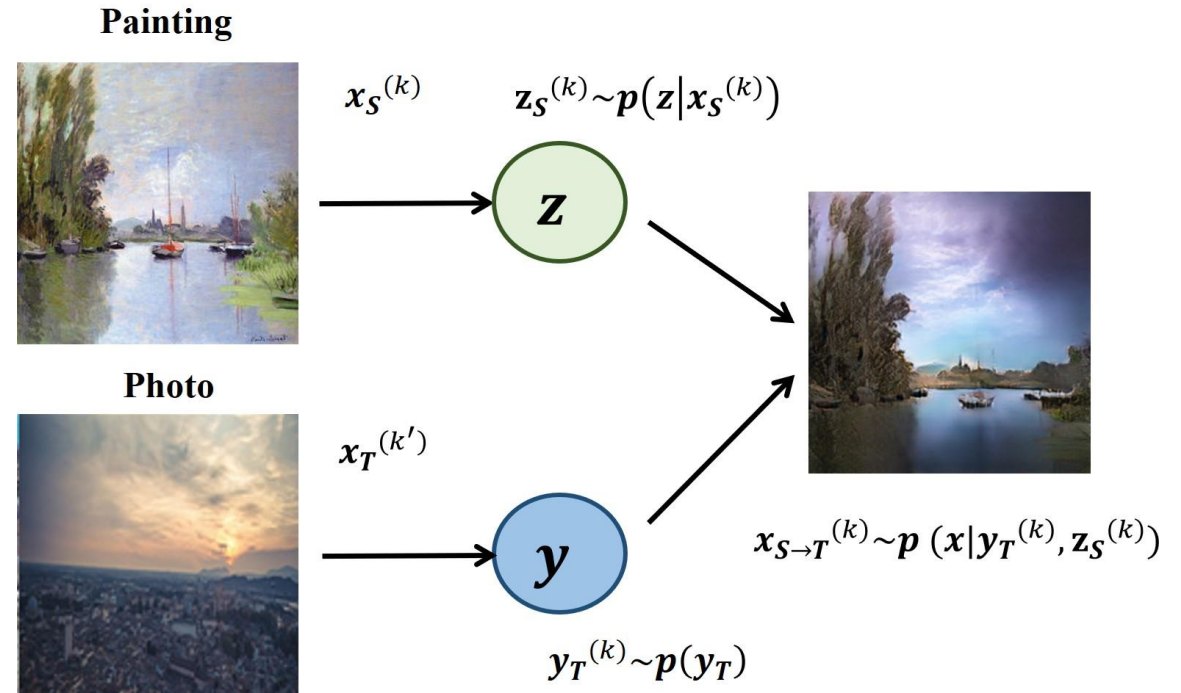 Painting
x_S^(k)
z_S^(k)~p(z|x_S^(k))
z
Photo
x_T^(k′)
y
x_{S→T}^(k)~p (x|y_T^(k), z_S^(k))
y_T^(k)~p(y_T)